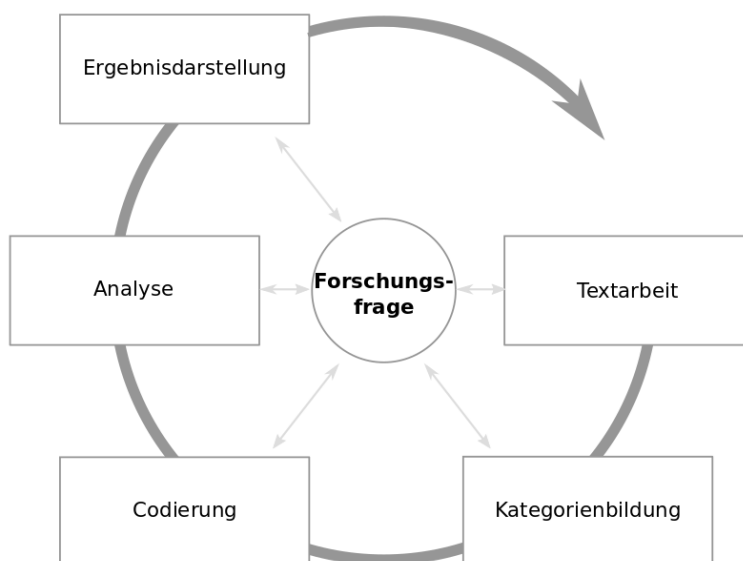 Ergebnisdarstellung
Analyse
Forschungs-
frage
Textarbeit
Codierung
Kategorienbildung